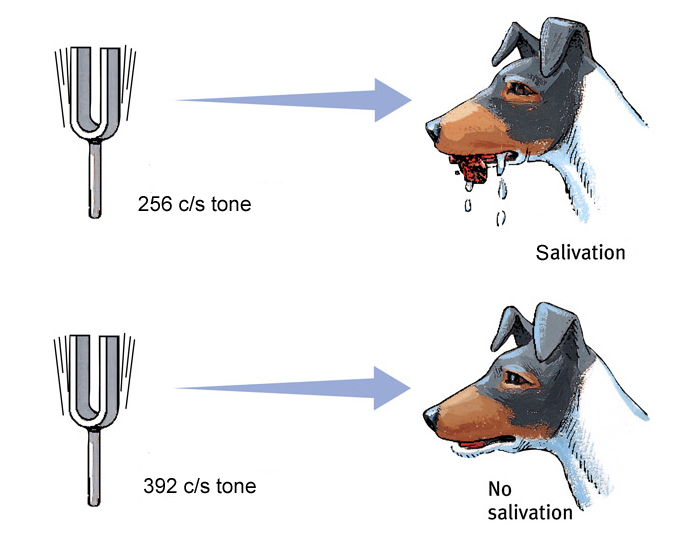 256 c/s tone
Salivation
392 c/s tone
No
salivation